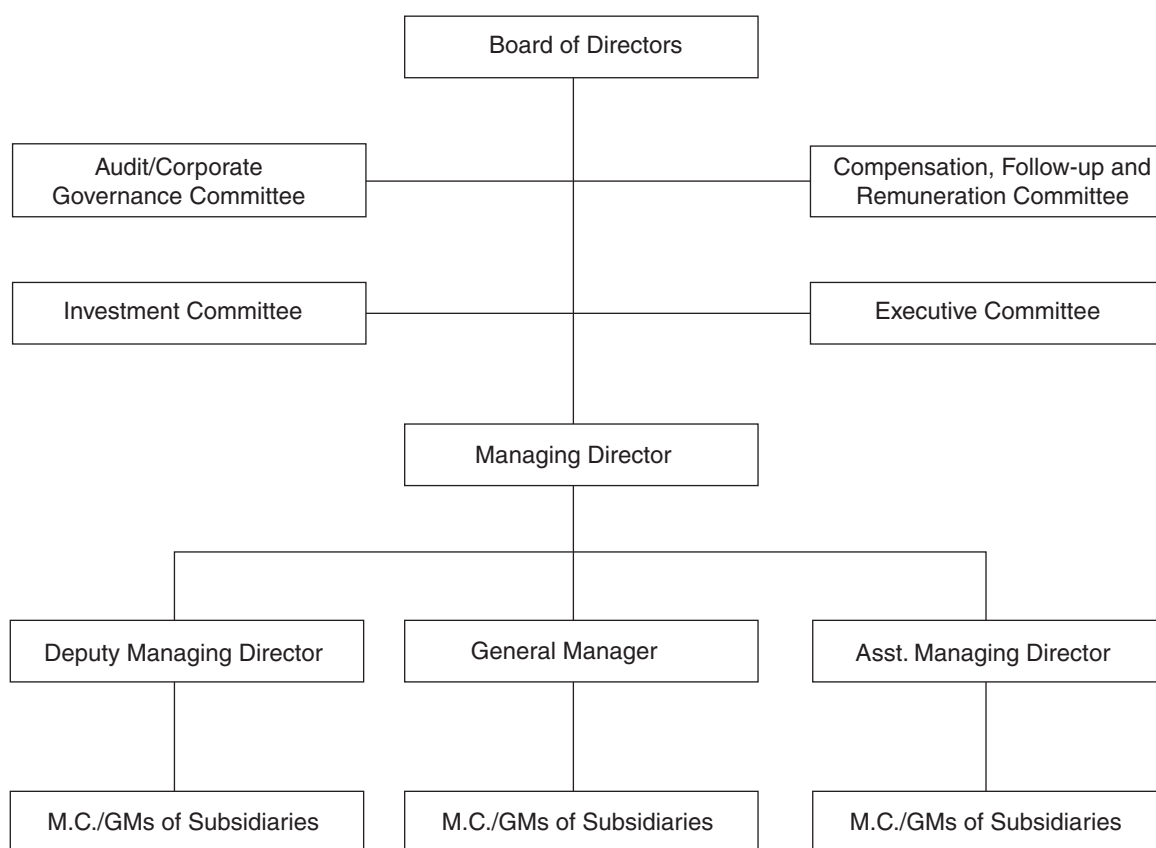 Board of Directors
Audit/Corporate
Governance Committee
Compensation, Follow-up and
Remuneration Committee
Investment Committee
Executive Committee
Managing Director
Deputy Managing Director
General Manager
Asst. Managing Director
M.C./GMs of Subsidiaries
M.C./GMs of Subsidiaries
M.C./GMs of Subsidiaries